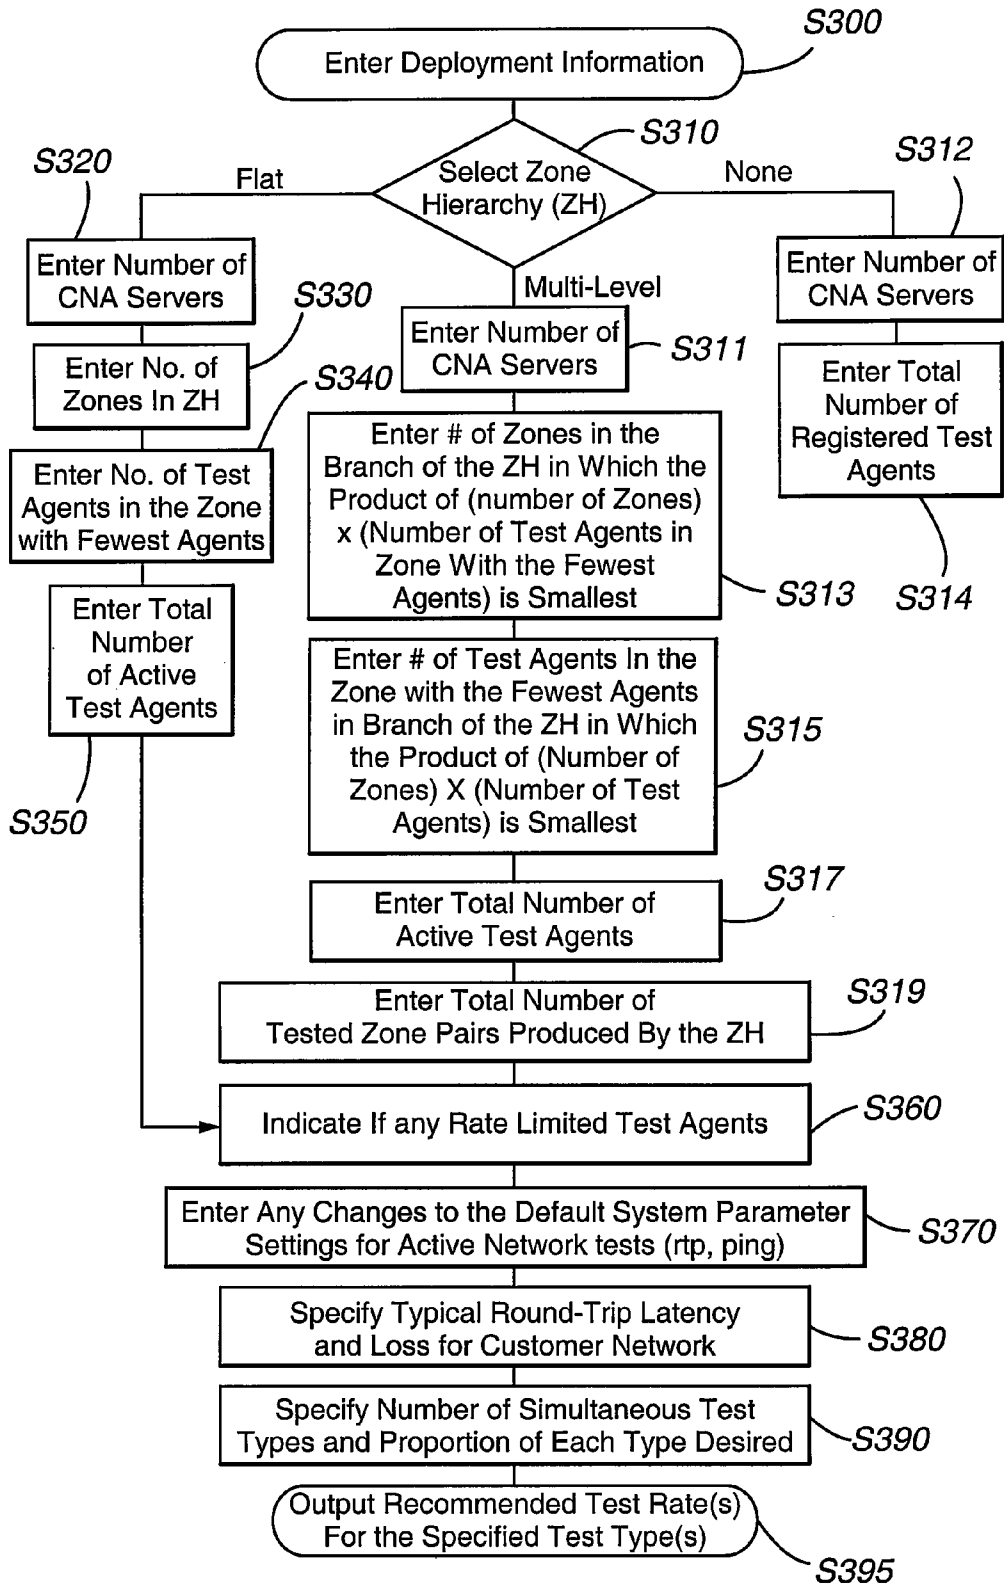 S300
Enter Deployment Information
S310
Select Zone
Hierarchy (ZH)
Flat
None
Multi-Level
S320
Enter Number of
CNA Servers
S330
Enter No. of
Zones In ZH
S340
Enter No. of Test
Agents in the Zone
with Fewest Agents
Enter Total
Number
of Active
Test Agents
S350
Enter Number of
CNA Servers
S311
Enter # of Zones in the
Branch of the ZH in Which the
Product of (number of Zones)
x (Number of Test Agents in
Zone With the Fewest
Agents) is Smallest
S313
Enter # of Test Agents In the
Zone with the Fewest Agents
in Branch of the ZH in Which
the Product of (Number of
Zones) X (Number of Test
Agents) is Smallest
S315
S312
Enter Number of
CNA Servers
Enter Total
Number of
Registered Test
Agents
S314
S317
Enter Total Number of
Active Test Agents
S319
Enter Total Number of
Tested Zone Pairs Produced By the ZH
Indicate If any Rate Limited Test Agents
S360
Enter Any Changes to the Default System Parameter
Settings for Active Network tests (rtp, ping)
S370
Specify Typical Round-Trip Latency
and Loss for Customer Network
S380
Specify Number of Simultaneous Test
Types and Proportion of Each Type Desired
S390
Output Recommended Test Rate(s)
For the Specified Test Type(s)
S395